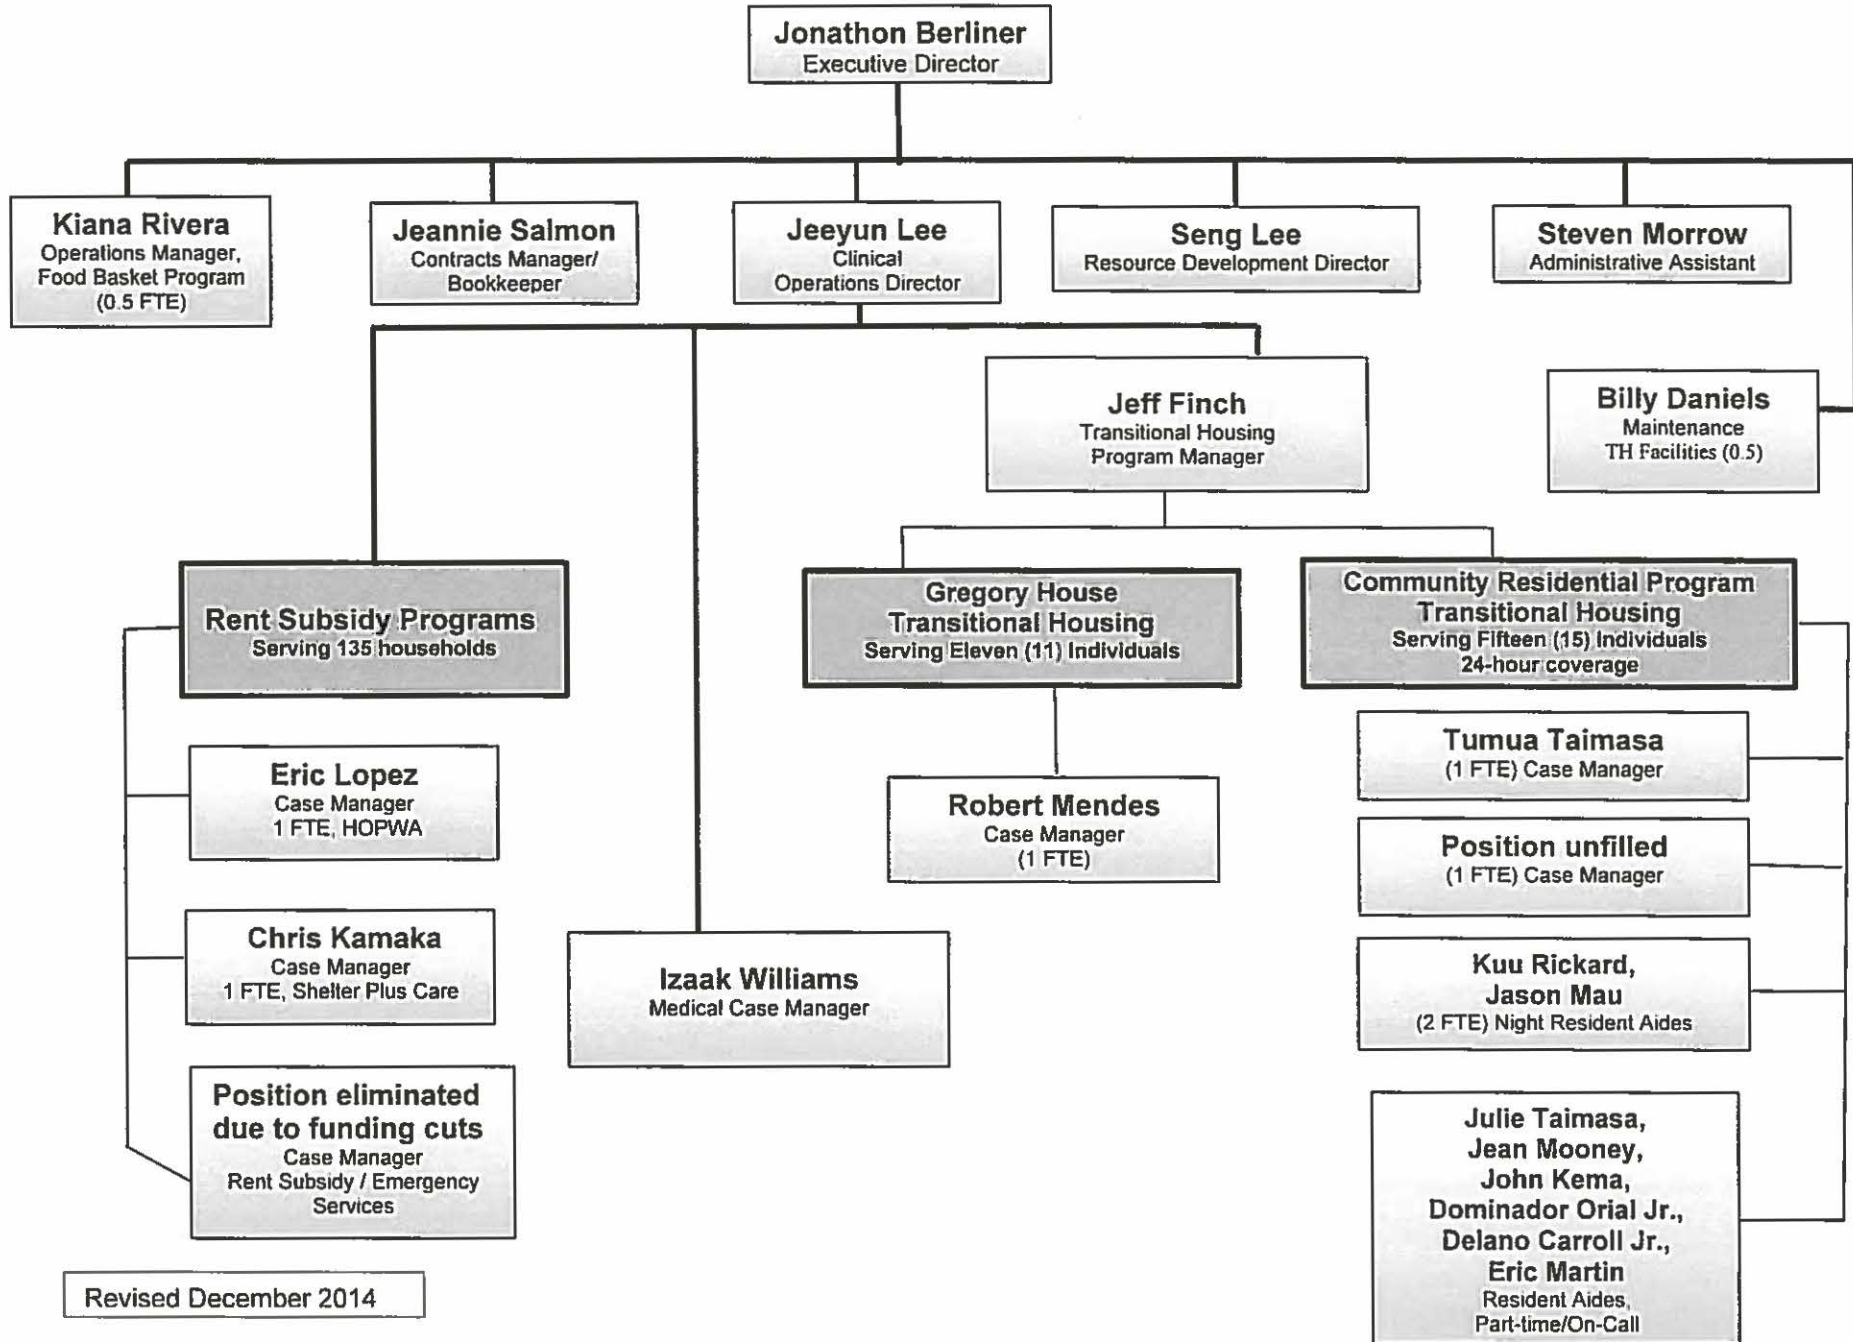 Jonathon Berliner
Executive Director
Kiana Rivera
Operations Manager,
Food Basket Program
(0.5 FTE)
Jeannie Salmon
Contracts Manager/
Bookkeeper
Jeeyun Lee
Clinical
Operations Director
Seng Lee
Resource Development Director
Steven Morrow
Administrative Assistant
Jeff Finch
Transitional Housing
Program Manager
Billy Daniels
Maintenance
TH Facilities (0.5)
Rent Subsidy Programs
Serving 135 households
Gregory House
Transitional Housing
Serving Eleven (11) Individuals
Community Residential Program
Transitional Housing
Serving Fifteen (15) Individuals
24-hour coverage
Eric Lopez
Case Manager
1 FTE, HOPWA
Chris Kamaka
Case Manager
1 FTE, Shelter Plus Care
Position eliminated
due to funding cuts
Case Manager
Rent Subsidy / Emergency
Services
Izaak Williams
Medical Case Manager
Robert Mendes
Case Manager
(1 FTE)
Tumua Taimasa
(1 FTE) Case Manager
Position unfilled
(1 FTE) Case Manager
Kuu Rickard,
Jason Mau
(2 FTE) Night Resident Aides
Julie Taimasa,
Jean Mooney,
John Kema,
Dominador Orial Jr.,
Delano Carroll Jr.,
Eric Martin
Resident Aides,
Part-time/On-Call
Revised December 2014